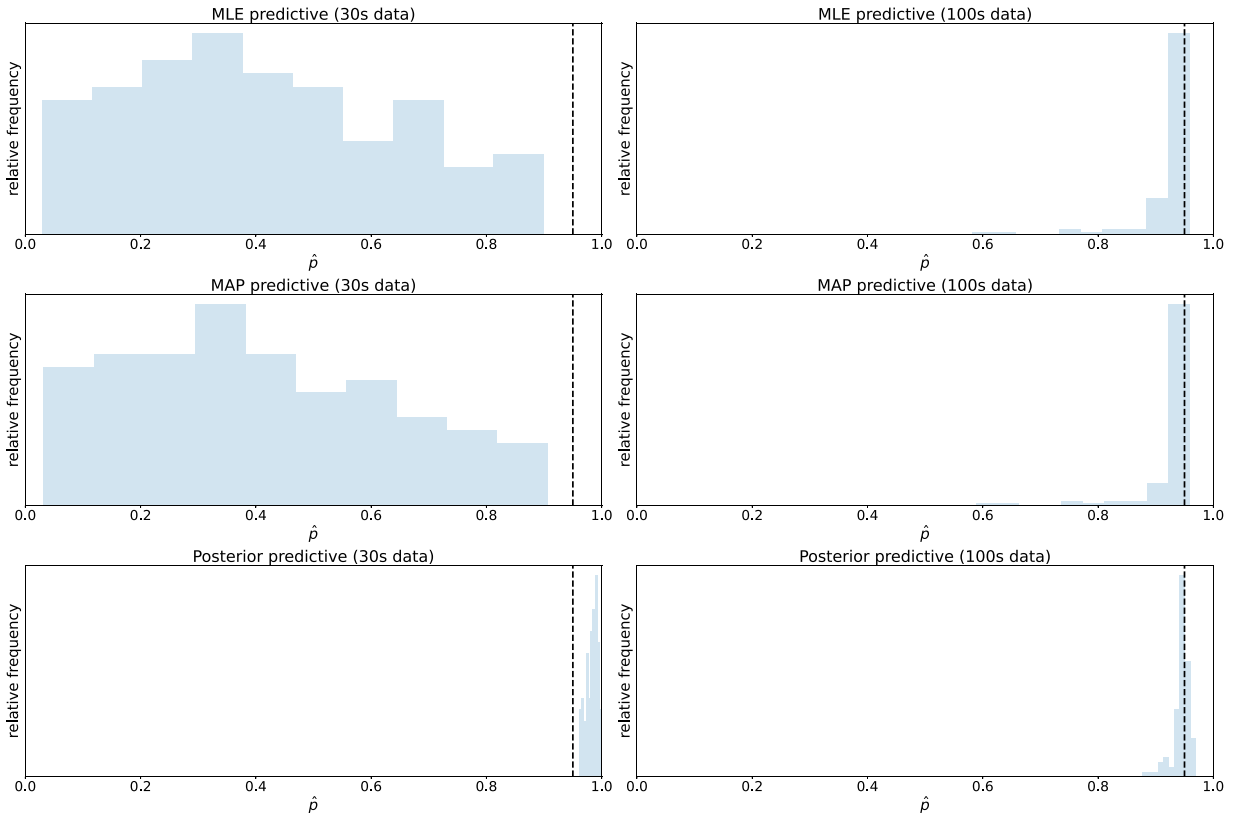 MLE predictive (30s data)
relative frequency
0.0 0.2 0.4 0.6 0.8 1.0
p̂
MLE predictive (100s data)
relative frequency
0.0 0.2 0.4 0.6 0.8 1.0
p̂
MAP predictive (30s data)
relative frequency
0.0 0.2 0.4 0.6 0.8 1.0
p̂
MAP predictive (100s data)
relative frequency
0.0 0.2 0.4 0.6 0.8 1.0
p̂
Posterior predictive (30s data)
relative frequency
0.0 0.2 0.4 0.6 0.8 1.0
p̂
Posterior predictive (100s data)
relative frequency
0.0 0.2 0.4 0.6 0.8 1.0
p̂